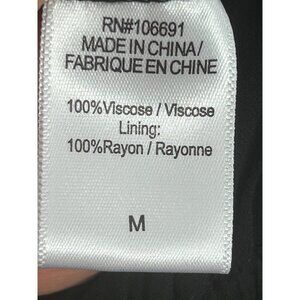 RN#106691
MADE IN CHINA/
FABRIQUE EN CHINE
100%Viscose / Viscose
Lining:
100%Rayon / Rayonne
M